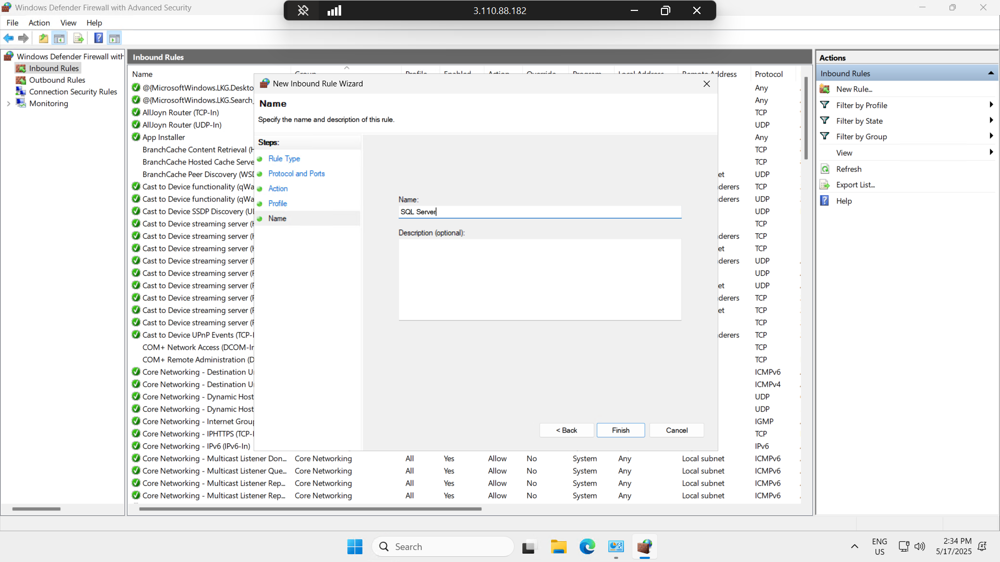 Windows Defender Firewall with Advanced Security
3.110.88.182
File Action View Help
Windows Defender Firewall with
Inbound Rules
Outbound Rules
Connection Security Rules
Monitoring
Inbound Rules
Name Group Profile Enabled Action Override Program Local Address Remote Address Protocol
@{MicrosoftWindows.LKG.Deskto Any
@{MicrosoftWindows.LKG.Search_ Any
AllJoyn Router (TCP-In) TCP
AllJoyn Router (UDP-In) UDP
App Installer Any
BranchCache Content Retrieval (H TCP
BranchCache Hosted Cache Serve TCP
BranchCache Peer Discovery (WSD et UDP
Cast to Device functionality (qWa derers TCP
Cast to Device functionality (qWa derers UDP
Cast to Device SSDP Discovery (UD UDP
Cast to Device streaming server (H TCP
Cast to Device streaming server (H derers TCP
Cast to Device streaming server (H et TCP
Cast to Device streaming server (R derers UDP
Cast to Device streaming server (R UDP
Cast to Device streaming server (R et UDP
Cast to Device streaming server (R derers TCP
Cast to Device streaming server (R et TCP
Cast to Device streaming server (R TCP
Cast to Device UPnP Events (TCP-I derers TCP
COM+ Network Access (DCOM-In TCP
COM+ Remote Administration (D TCP
Core Networking - Destination Un ICMPv6
Core Networking - Destination Un ICMPv4
Core Networking - Dynamic Host UDP
Core Networking - Dynamic Host UDP
Core Networking - Internet Group IGMP
Core Networking - IPHTTPS (TCP-I TCP
Core Networking - IPv6 (IPv6-In) IPv6
Core Networking - Multicast Listener Don... Core Networking All Yes Allow No System Any Local subnet ICMPv6
Core Networking - Multicast Listener Que... Core Networking All Yes Allow No System Any Local subnet ICMPv6
Core Networking - Multicast Listener Rep... Core Networking All Yes Allow No System Any Local subnet ICMPv6
Core Networking - Multicast Listener Rep... Core Networking All Yes Allow No System Any Local subnet ICMPv6
New Inbound Rule Wizard
Name
Specify the name and description of this rule.
Steps:
Rule Type
Protocol and Ports
Action
Profile
Name
Name:
SQL Server
Description (optional):
< Back Finish Cancel
Actions
Inbound Rules
New Rule...
Filter by Profile
Filter by State
Filter by Group
View
Refresh
Export List...
Help
Search
ENG
US
2:34 PM
5/17/2025